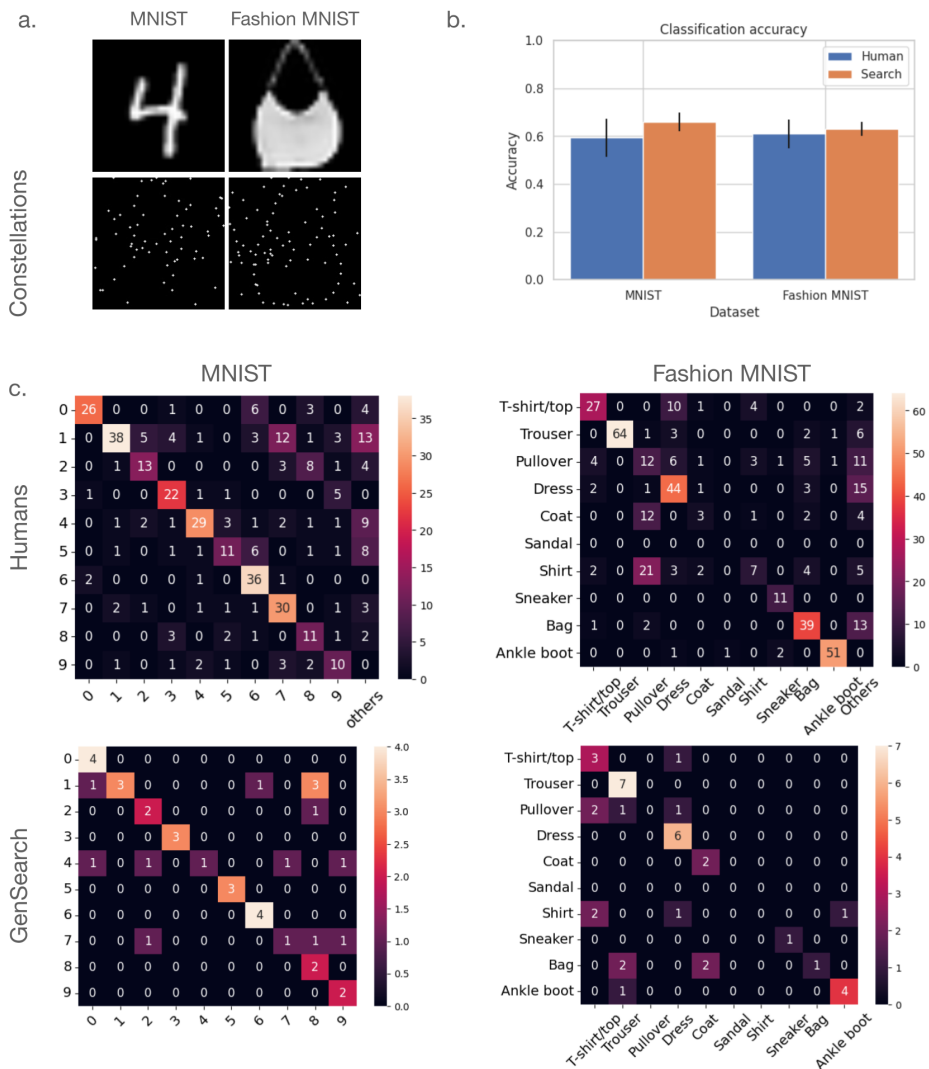 a.
MNIST
Fashion MNIST
Constellations
b.
Classification accuracy
Human
Search
Accuracy
1.0
0.8
0.6
0.4
0.2
0.0
MNIST
Fashion MNIST
Dataset
c.
MNIST
Humans
0 26 0 0 1 0 0 6 0 3 0 4
1 0 38 5 4 1 0 3 12 1 3 13
2 0 1 13 0 0 0 0 3 8 1 4
3 1 0 0 22 1 1 0 0 0 5 0
4 0 1 2 1 29 3 1 2 1 1 9
5 0 1 0 1 1 11 6 0 1 1 8
6 2 0 0 0 1 0 36 1 0 0 0
7 0 2 1 0 1 1 1 30 0 1 3
8 0 0 0 3 0 2 1 0 11 1 2
9 0 1 0 1 2 1 0 3 2 10 0
0 1 2 3 4 5 6 7 8 9 others
35
30
25
20
15
10
5
0
Fashion MNIST
T-shirt/top 27 0 0 10 1 0 4 0 0 0 2
Trouser 0 64 1 3 0 0 0 0 2 1 6
Pullover 4 0 12 6 1 0 3 1 5 1 11
Dress 2 0 1 44 1 0 0 0 3 0 15
Coat 0 0 12 0 3 0 1 0 2 0 4
Sandal 0 0 0 0 0 0 0 0 0 0 0
Shirt 2 0 21 3 2 0 7 0 4 0 5
Sneaker 0 0 0 0 0 0 0 11 0 0 0
Bag 1 0 2 0 0 0 0 0 39 0 13
Ankle boot 0 0 0 1 0 1 0 2 0 51 0
T-shirt/top Trouser Pullover Dress Coat Sandal Shirt Sneaker Bag Ankle boot Others
60
50
40
30
20
10
0
GenSearch
0 4 0 0 0 0 0 0 0 0 0
1 1 3 0 0 0 0 1 0 3 0
2 0 0 2 0 0 0 0 0 1 0
3 0 0 0 3 0 0 0 0 0 0
4 1 0 1 0 1 0 0 1 0 1
5 0 0 0 0 0 3 0 0 0 0
6 0 0 0 0 0 0 4 0 0 0
7 0 0 1 0 0 0 0 1 1 1
8 0 0 0 0 0 0 0 0 2 0
9 0 0 0 0 0 0 0 0 0 2
0 1 2 3 4 5 6 7 8 9
4.0
3.5
3.0
2.5
2.0
1.5
1.0
0.5
0.0
T-shirt/top 3 0 0 1 0 0 0 0 0 0
Trouser 0 7 0 0 0 0 0 0 0 0
Pullover 2 1 0 1 0 0 0 0 0 0
Dress 0 0 0 6 0 0 0 0 0 0
Coat 0 0 0 0 2 0 0 0 0 0
Sandal 0 0 0 0 0 0 0 0 0 0
Shirt 2 0 0 1 0 0 0 0 0 1
Sneaker 0 0 0 0 0 0 0 1 0 0
Bag 0 2 0 0 2 0 0 0 1 0
Ankle boot 0 1 0 0 0 0 0 0 0 4
T-shirt/top Trouser Pullover Dress Coat Sandal Shirt Sneaker Bag Ankle boot
7
6
5
4
3
2
1
0